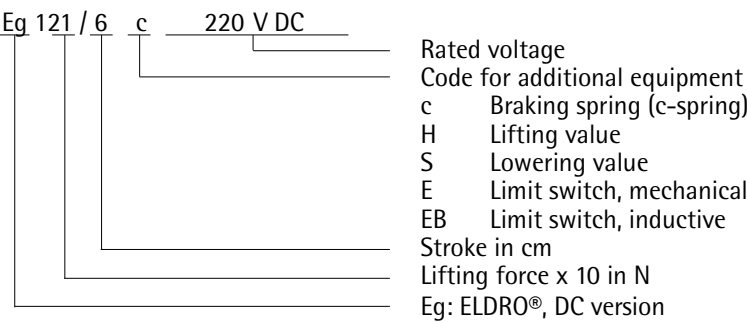 Eg 121 / 6 c 220 V DC
Rated voltage
Code for additional equipment
c Braking spring (c-spring)
H Lifting value
S Lowering value
E Limit switch, mechanical
EB Limit switch, inductive
Stroke in cm
Lifting force x 10 in N
Eg: ELDRO®, DC version